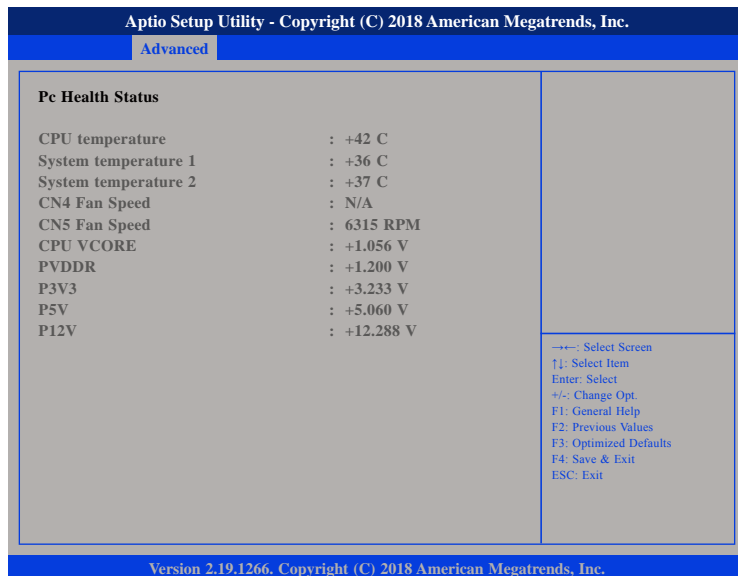 Aptio Setup Utility - Copyright (C) 2018 American Megatrends, Inc.
Advanced
Pc Health Status
CPU temperature : +42 C
System temperature 1 : +36 C
System temperature 2 : +37 C
CN4 Fan Speed : N/A
CN5 Fan Speed : 6315 RPM
CPU VCORE : +1.056 V
PVDDR : +1.200 V
P3V3 : +3.233 V
P5V : +5.060 V
P12V : +12.288 V
→←: Select Screen
↑↓: Select Item
Enter: Select
+/-: Change Opt.
F1: General Help
F2: Previous Values
F3: Optimized Defaults
F4: Save & Exit
ESC: Exit
Version 2.19.1266. Copyright (C) 2018 American Megatrends, Inc.